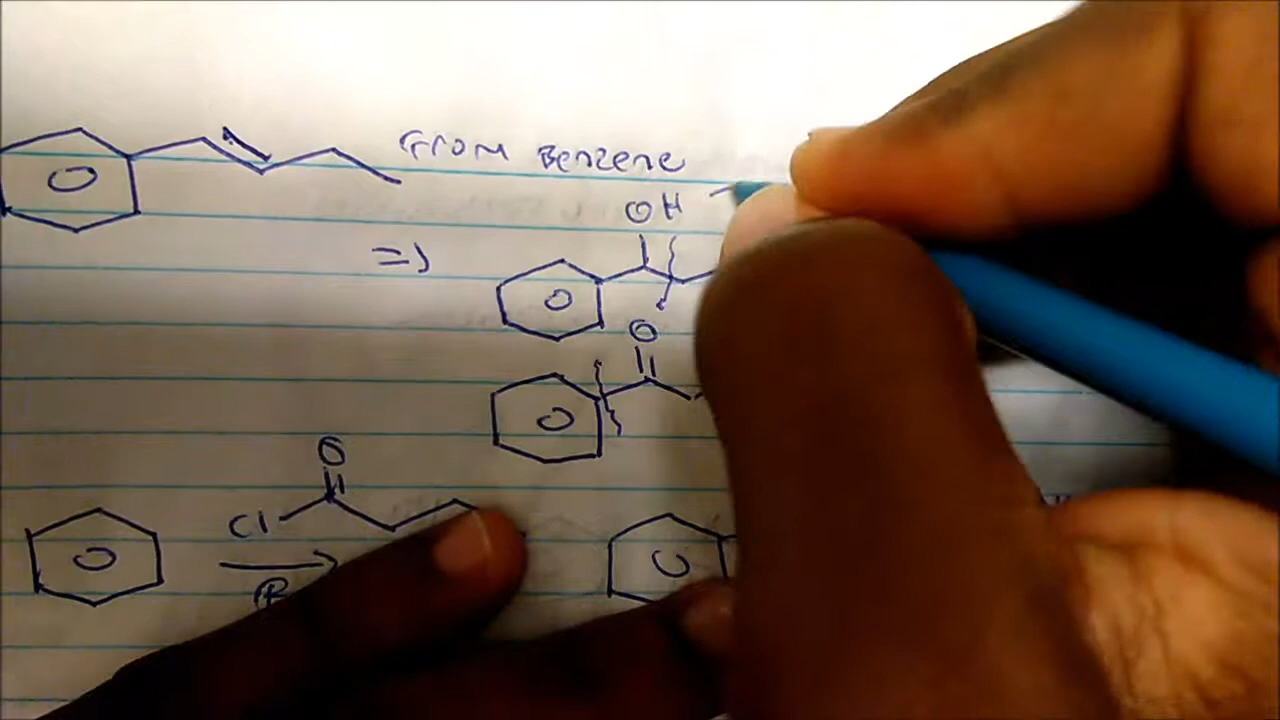 From Benzene
OH
=>
O
O
Cl